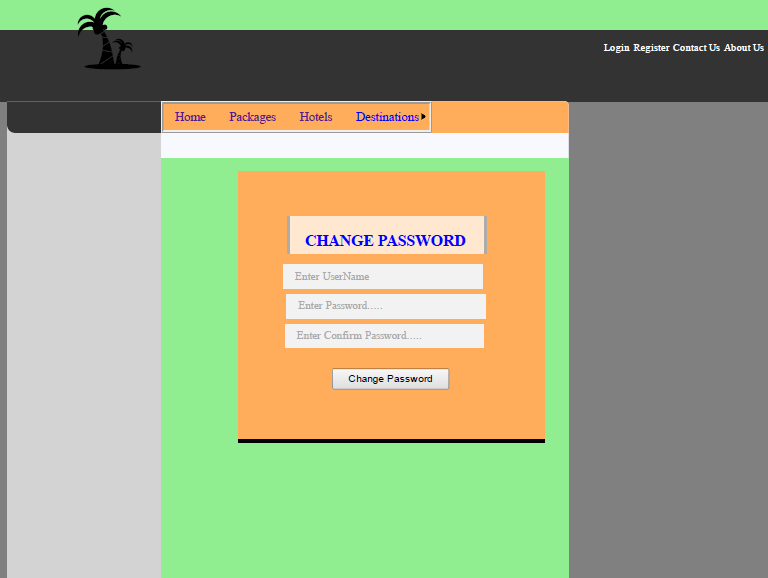 Login Register Contact Us About Us
Home Packages Hotels Destinations
CHANGE PASSWORD
Enter UserName
Enter Password.....
Enter Confirm Password.....
Change Password